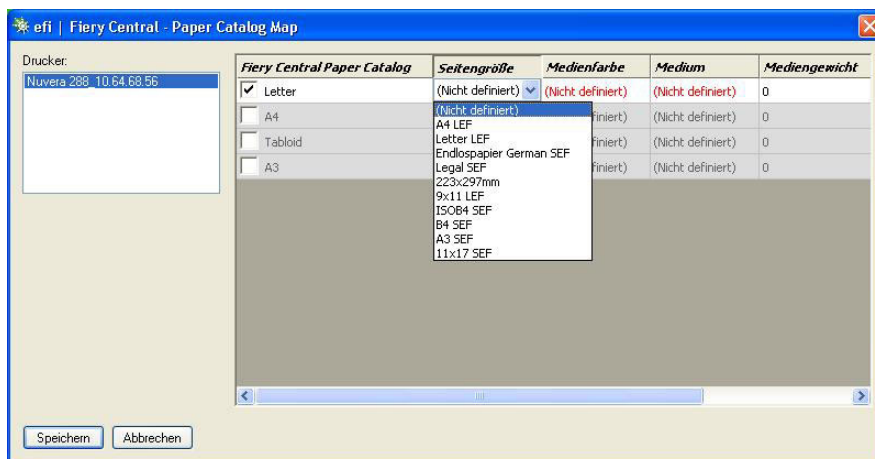 efi | Fiery Central - Paper Catalog Map
Drucker:
Nuvera 288_10.64.68.56
Fiery Central Paper Catalog Seitengröße Medienfarbe Medium Mediengewicht
Letter (Nicht definiert) (Nicht definiert) (Nicht definiert) 0
A4 finiert) (Nicht definiert) 0
Tabloid finiert) (Nicht definiert) 0
A3 finiert) (Nicht definiert) 0
(Nicht definiert)
A4 LEF
Letter LEF
Endlospapier German SEF
Legal SEF
223x297mm
9x11 LEF
ISOB4 SEF
B4 SEF
A3 SEF
11x17 SEF
Speichern Abbrechen